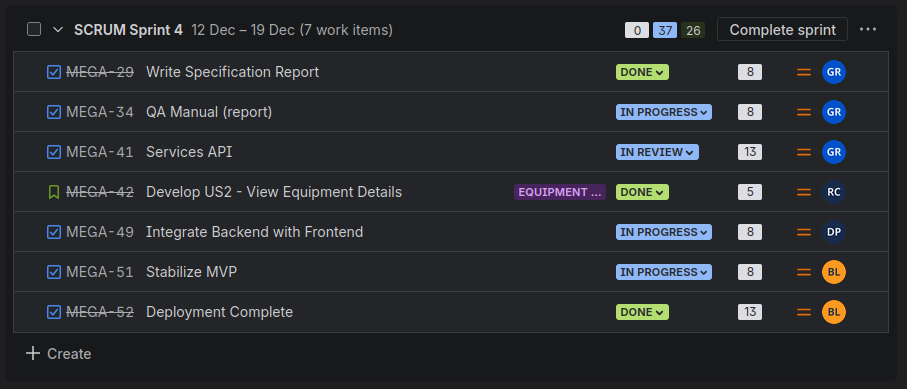 SCRUM Sprint 4 12 Dec – 19 Dec (7 work items) 0 37 26 Complete sprint
MEGA-29 Write Specification Report DONE 8 GR
MEGA-34 QA Manual (report) IN PROGRESS 8 GR
MEGA-41 Services API IN REVIEW 13 GR
MEGA-42 Develop US2 - View Equipment Details EQUIPMENT ... DONE 5 RC
MEGA-49 Integrate Backend with Frontend IN PROGRESS 8 DP
MEGA-51 Stabilize MVP IN PROGRESS 8 BL
MEGA-52 Deployment Complete DONE 13 BL
Create